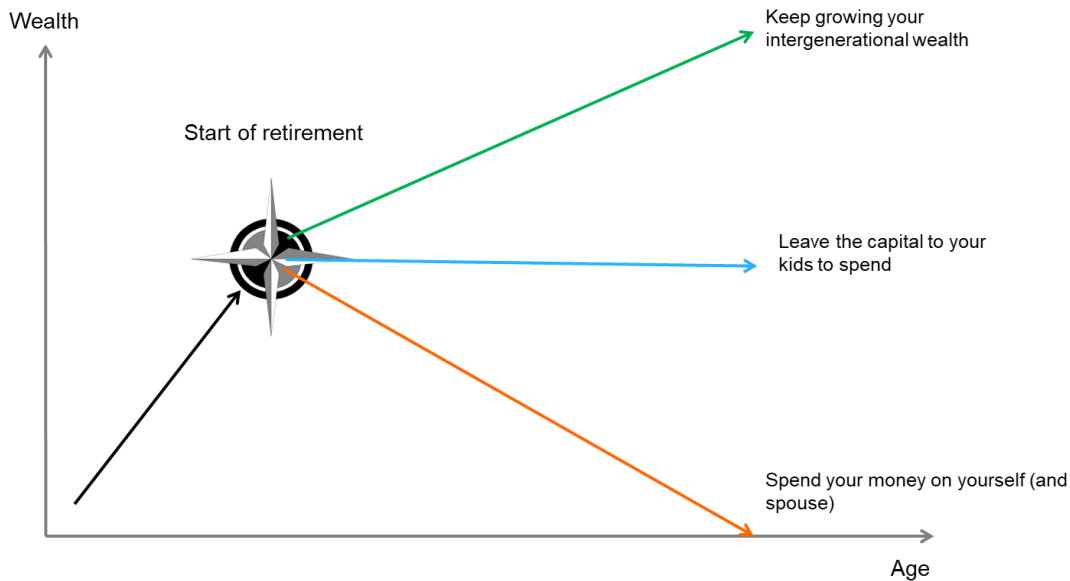 Wealth
Keep growing your
intergenerational wealth
Start of retirement
Leave the capital to your
kids to spend
Spend your money on yourself (and
spouse)
Age